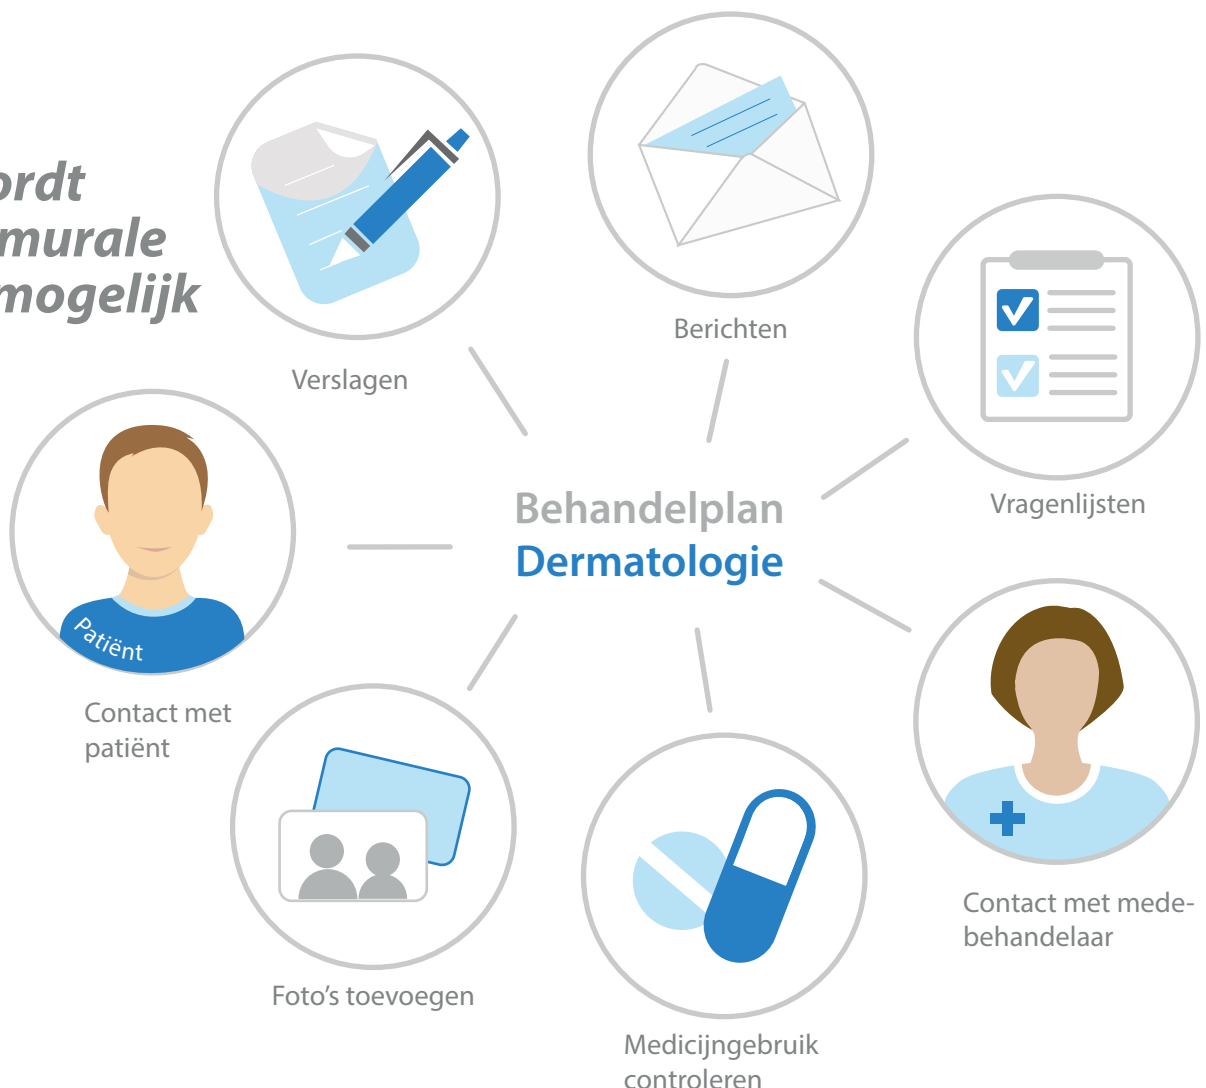 ordt
murale
mogelijk
Verslagen
Berichten
Vragenlijsten
Behandelplan
Dermatologie
Patiënt
Contact met
patiënt
Contact met mede-
behandelaar
Foto's toevoegen
Medicijngebruik
controleren